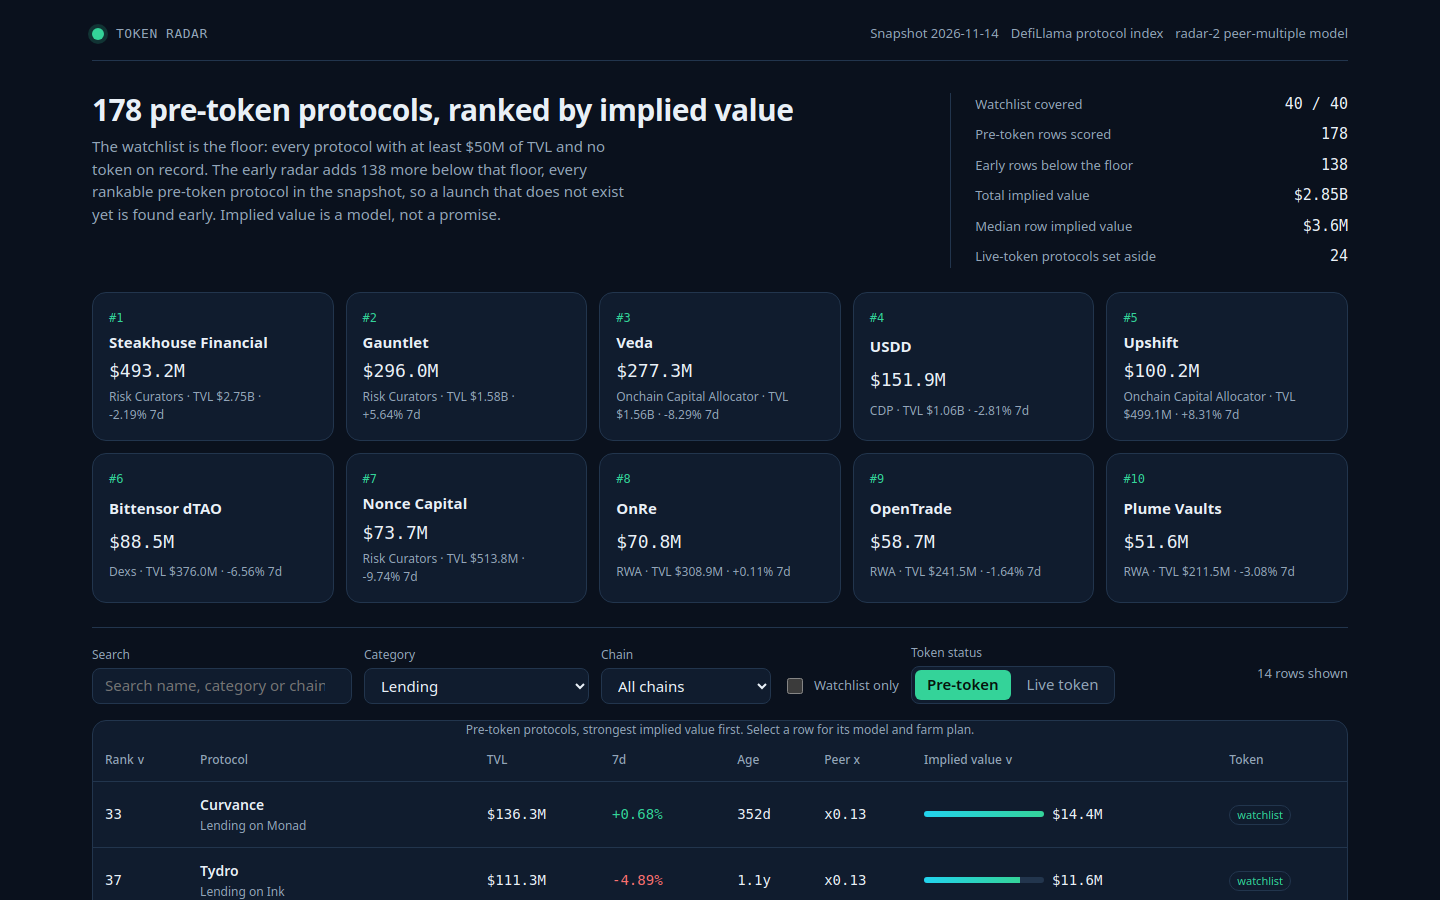 TOKEN RADAR
Snapshot 2026-11-14 DefiLlama protocol index radar-2 peer-multiple model
178 pre-token protocols, ranked by implied value
The watchlist is the floor: every protocol with at least $50M of TVL and no
token on record. The early radar adds 138 more below that floor, every
rankable pre-token protocol in the snapshot, so a launch that does not exist
yet is found early. Implied value is a model, not a promise.
Watchlist covered 40 / 40
Pre-token rows scored 178
Early rows below the floor 138
Total implied value $2.85B
Median row implied value $3.6M
Live-token protocols set aside 24
#1
Steakhouse Financial
$493.2M
Risk Curators · TVL $2.75B ·
-2.19% 7d
#2
Gauntlet
$296.0M
Risk Curators · TVL $1.58B ·
+5.64% 7d
#3
Veda
$277.3M
Onchain Capital Allocator · TVL
$1.56B · -8.29% 7d
#4
USDD
$151.9M
CDP · TVL $1.06B · -2.81% 7d
#5
Upshift
$100.2M
Onchain Capital Allocator · TVL
$499.1M · +8.31% 7d
#6
Bittensor dTAO
$88.5M
Dexs · TVL $376.0M · -6.56% 7d
#7
Nonce Capital
$73.7M
Risk Curators · TVL $513.8M ·
-9.74% 7d
#8
OnRe
$70.8M
RWA · TVL $308.9M · +0.11% 7d
#9
OpenTrade
$58.7M
RWA · TVL $241.5M · -1.64% 7d
#10
Plume Vaults
$51.6M
RWA · TVL $211.5M · -3.08% 7d
Search
Search name, category or chain
Category
Lending
Chain
All chains
Watchlist only
Token status
Pre-token Live token
14 rows shown
Pre-token protocols, strongest implied value first. Select a row for its model and farm plan.
Rank v Protocol TVL 7d Age Peer x Implied value v Token
33 Curvance $136.3M +0.68% 352d x0.13 $14.4M watchlist
Lending on Monad
37 Tydro $111.3M -4.89% 1.1y x0.13 $11.6M watchlist
Lending on Ink